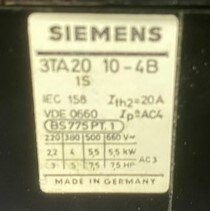 SIEMENS
3TA20 10-4B
1S
IEC 158 Ith2=20A
VDE 0660 Ip≙AC4
BS 775 PT.1
220 380 500 660 V~
2,2 4 5,5 5,5 kW AC3
3 5 7,5 7,5 HP
MADE IN GERMANY